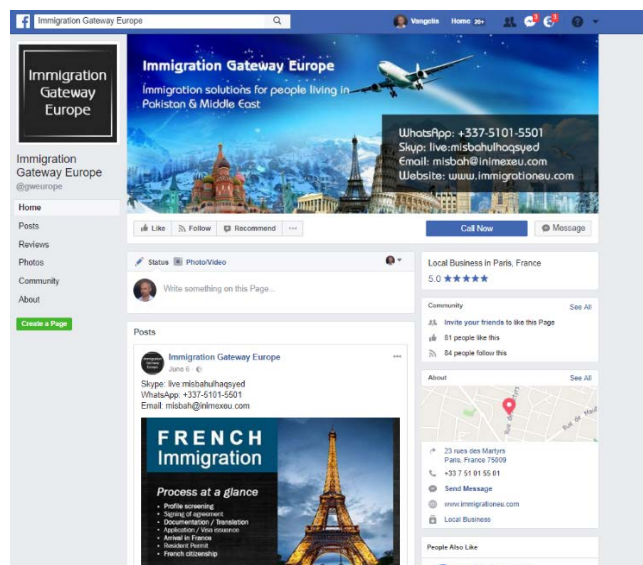 Immigration Gateway Europe
Vangelis Home 20+
Immigration
Gateway
Europe
Immigration Gateway Europe
Immigration solutions for people living in
Pakistan & Middle East
WhatsApp: +337-5101-5501
Skyp: live:misbahulhaqsyed
Email: misbah@inimexeu.com
Website: www.immigrationeu.com
Immigration
Gateway Europe
@gweurope
Home
Posts
Reviews
Photos
Community
About
Create a Page
Like Follow Recommend
Call Now Message
Status Photo/Video
Write something on this Page...
Posts
Immigration Gateway Europe
June 6
Skype: live:misbahulhaqsyed
WhatsApp: +337-5101-5501
Email: misbah@inimexeu.com
FRENCH
Immigration
Process at a glance
• Profile screening
• Signing of agreement
• Documentation / Translation
• Application / Visa issuance
• Arrival in France
• Resident Permit
• French citizenship
Local Business in Paris, France
5.0 ★★★★★
Community See All
Invite your friends to like this Page
81 people like this
84 people follow this
About See All
23 rues des Martyrs
Paris, France 75009
+33 7 51 01 55 01
Send Message
www.immigrationeu.com
Local Business
People Also Like